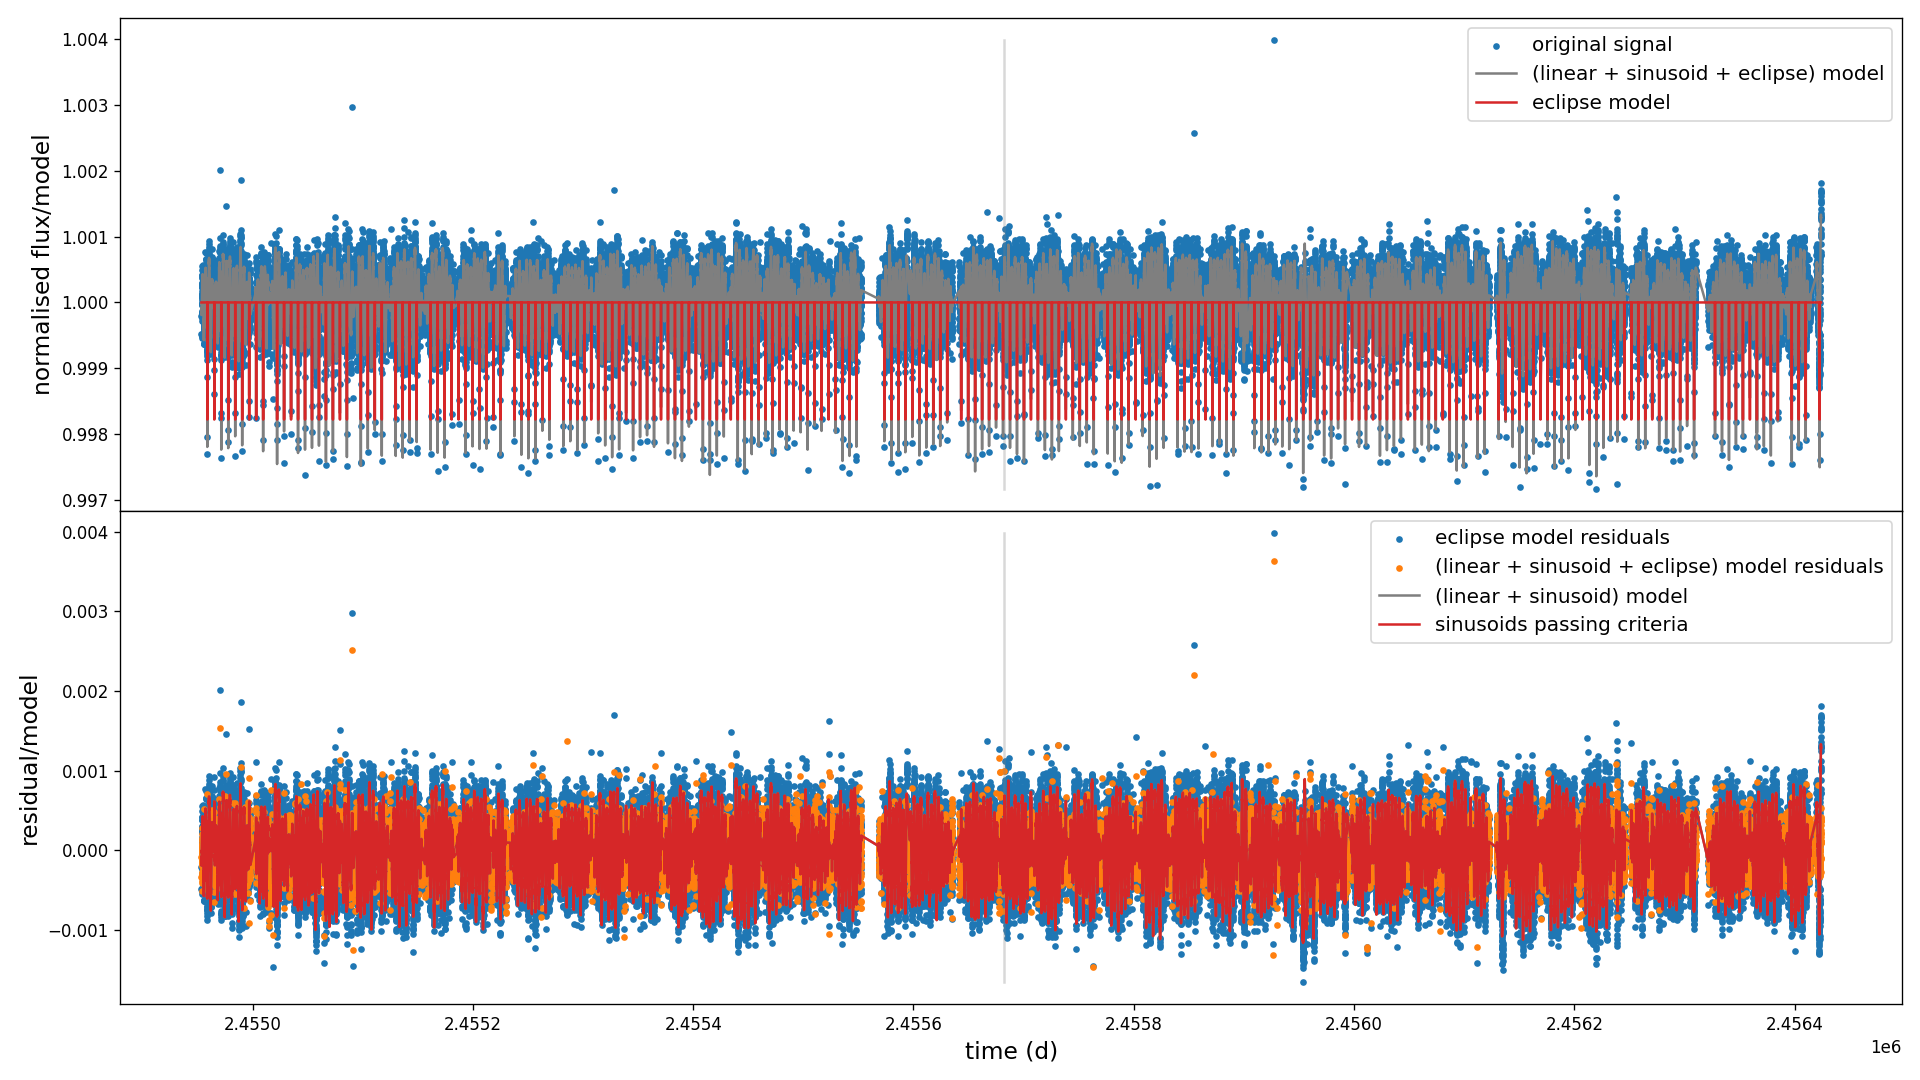 1.004
1.003
1.002
1.001
1.000
0.999
0.998
0.997
normalised flux/model
original signal
(linear + sinusoid + eclipse) model
eclipse model
0.004
0.003
0.002
0.001
0.000
−0.001
residual/model
eclipse model residuals
(linear + sinusoid + eclipse) model residuals
(linear + sinusoid) model
sinusoids passing criteria
2.4550
2.4552
2.4554
2.4556
2.4558
2.4560
2.4562
2.4564
1e6
time (d)